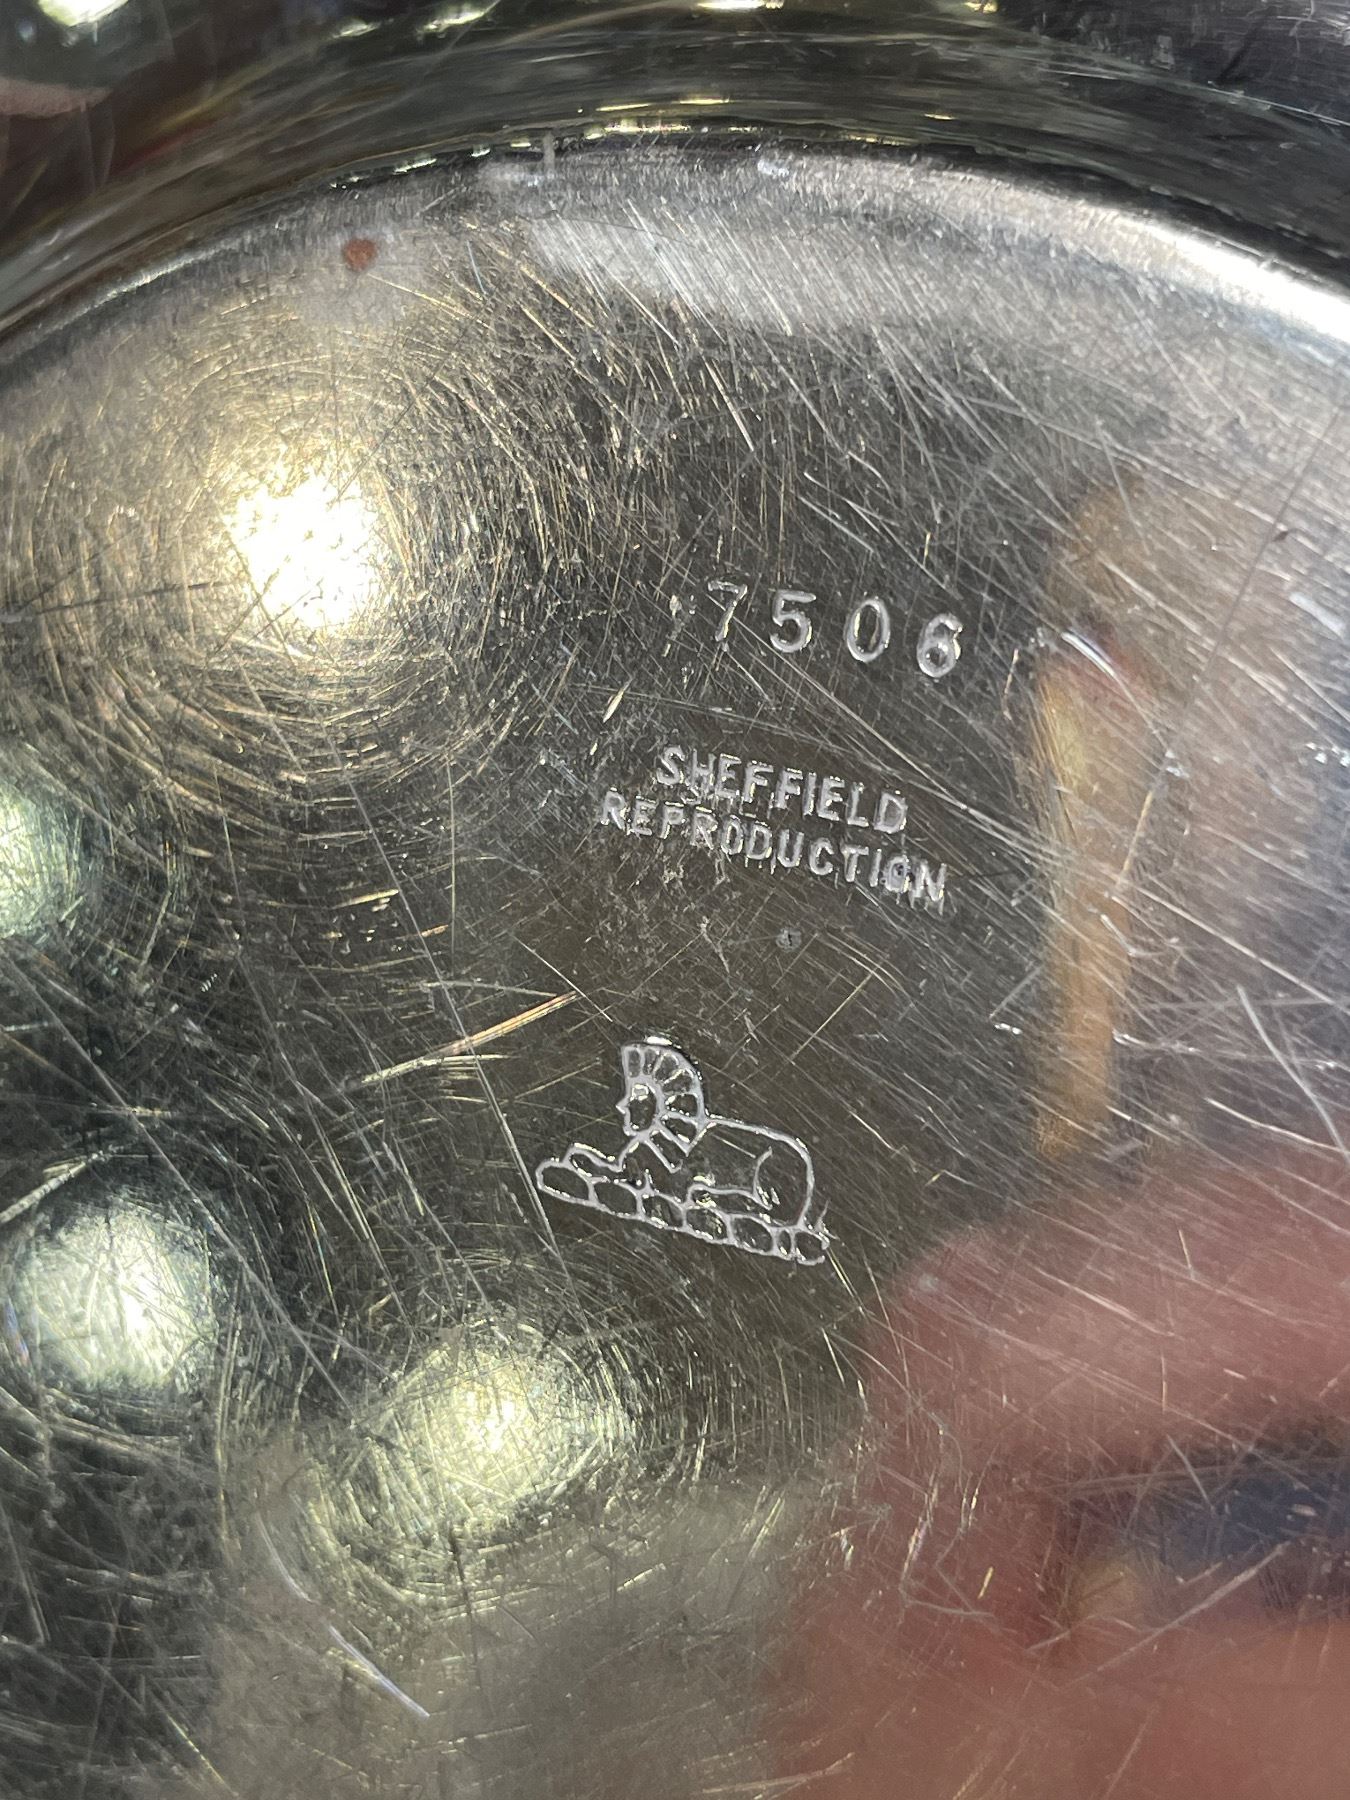 7506
SHEFFIELD
REPRODUCTION